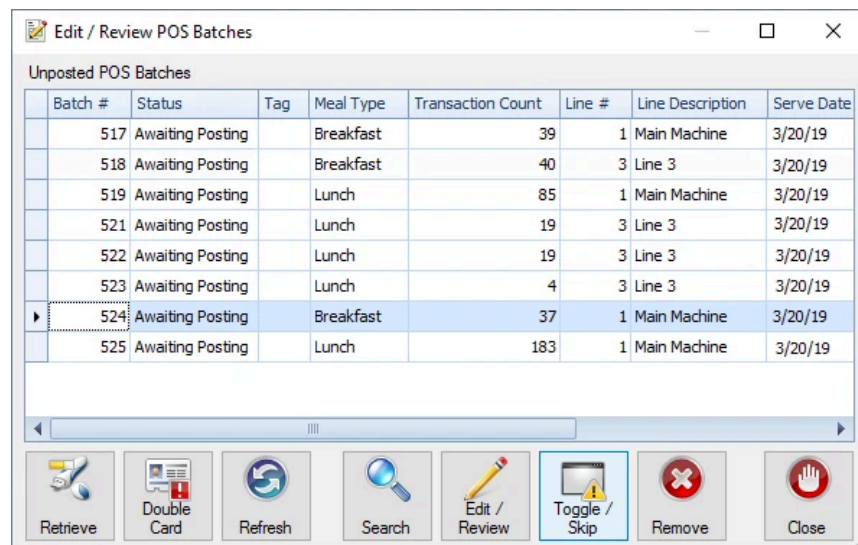 Edit / Review POS Batches
Unposted POS Batches
Batch # Status Tag Meal Type Transaction Count Line # Line Description Serve Date
517 Awaiting Posting Breakfast 39 1 Main Machine 3/20/19
518 Awaiting Posting Breakfast 40 3 Line 3 3/20/19
519 Awaiting Posting Lunch 85 1 Main Machine 3/20/19
521 Awaiting Posting Lunch 19 3 Line 3 3/20/19
522 Awaiting Posting Lunch 19 3 Line 3 3/20/19
523 Awaiting Posting Lunch 4 3 Line 3 3/20/19
524 Awaiting Posting Breakfast 37 1 Main Machine 3/20/19
525 Awaiting Posting Lunch 183 1 Main Machine 3/20/19
Double Edit / Toggle /
Retrieve Card Refresh Search Review Skip Remove Close